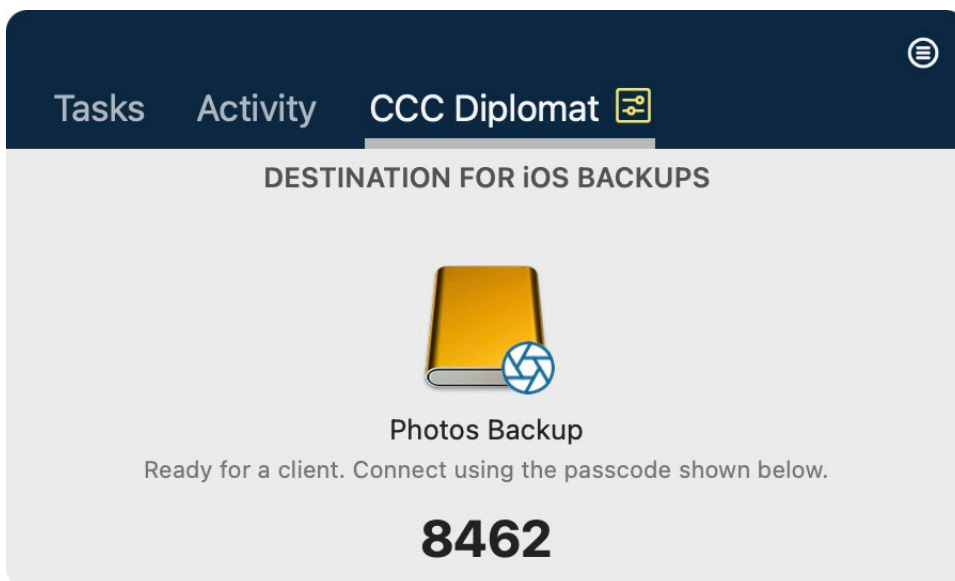 Tasks Activity CCC Diplomat
DESTINATION FOR iOS BACKUPS
Photos Backup
Ready for a client. Connect using the passcode shown below.
8462